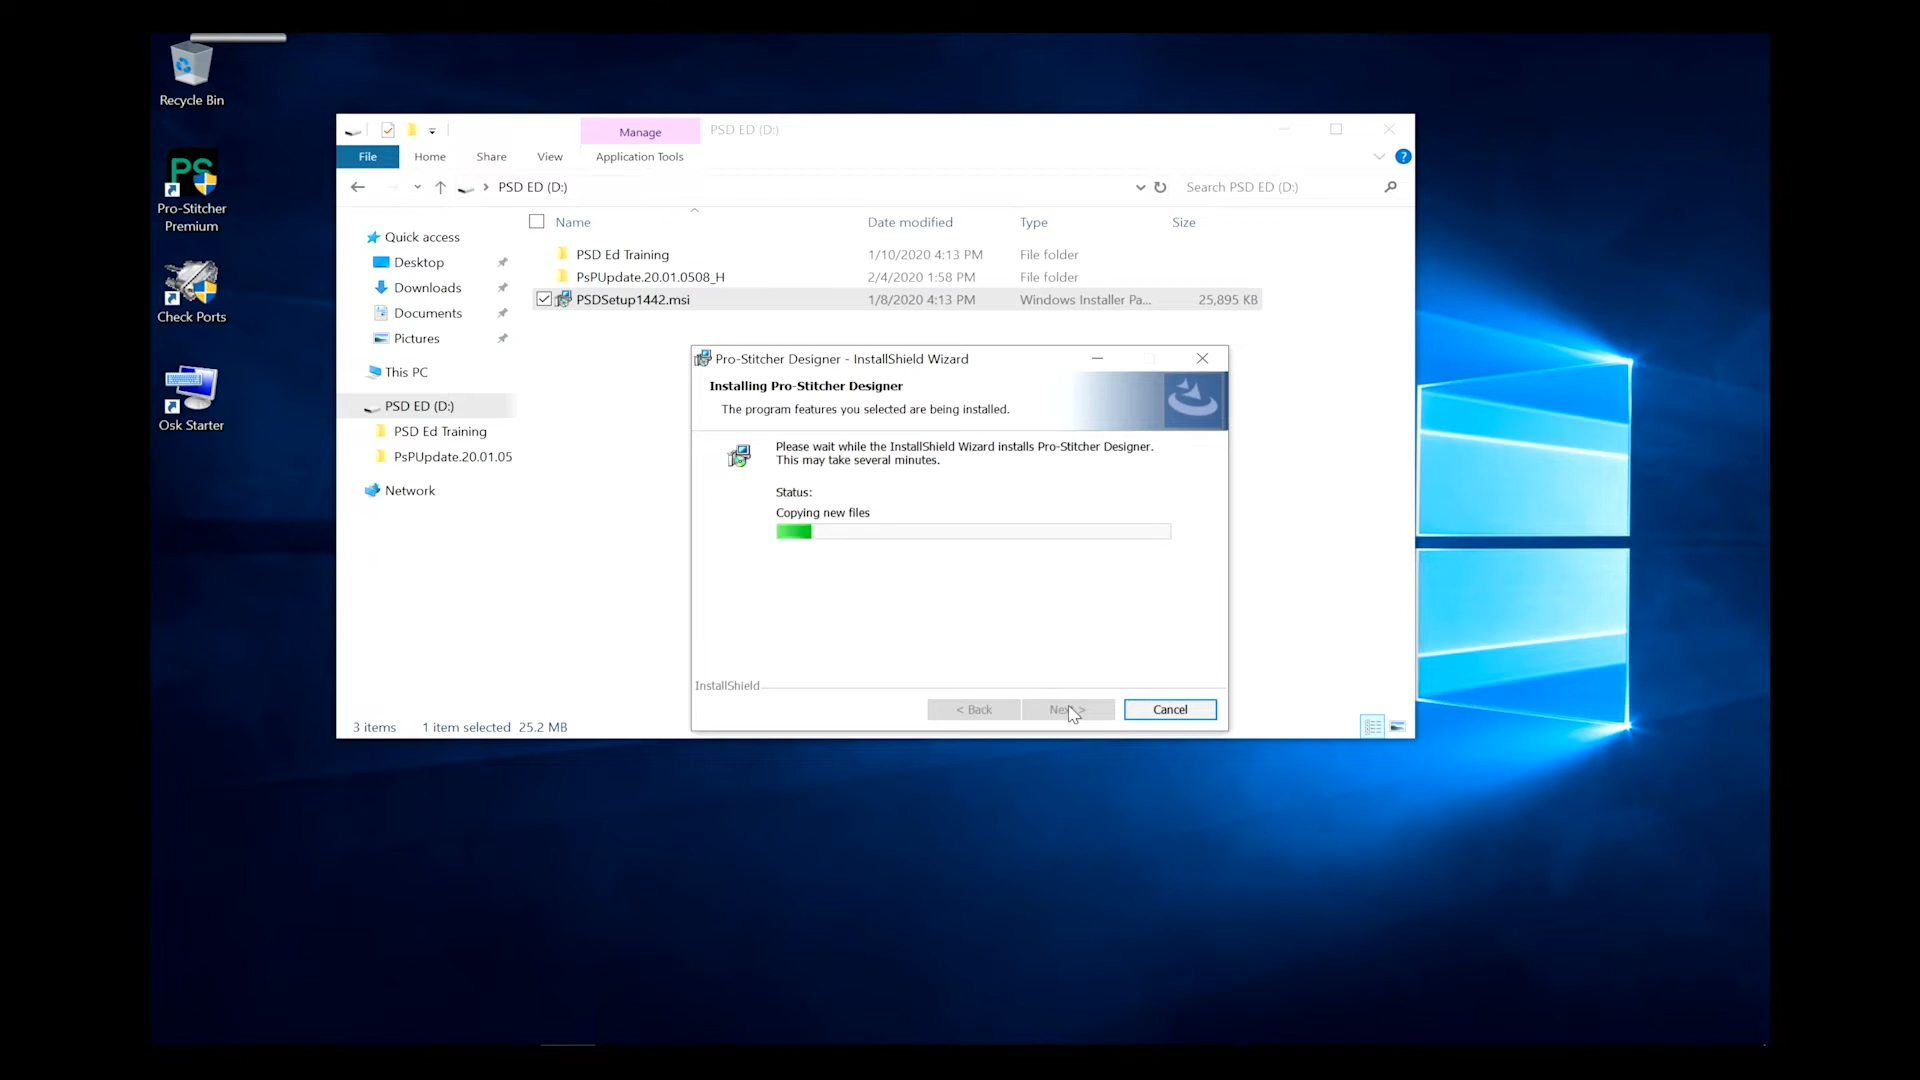 Recycle Bin
PS
Pro-Stitcher
Premium
Check Ports
Osk Starter
Manage
PSD ED (D:)
File
Home
Share
View
Application Tools
PSD ED (D:)
Search PSD ED (D:)
Name
Date modified
Type
Size
PSD Ed Training
1/10/2020 4:13 PM
File folder
PsPUpdate.20.01.0508_H
2/4/2020 1:58 PM
File folder
PSDSetup1442.msi
1/8/2020 4:13 PM
Windows Installer Pa...
25,895 KB
Quick access
Desktop
Downloads
Documents
Pictures
This PC
PSD ED (D:)
PSD Ed Training
PsPUpdate.20.01.05
Network
Pro-Stitcher Designer - InstallShield Wizard
Installing Pro-Stitcher Designer
The program features you selected are being installed.
Please wait while the InstallShield Wizard installs Pro-Stitcher Designer.
This may take several minutes.
Status:
Copying new files
InstallShield
< Back
Next >
Cancel
3 items
1 item selected
25.2 MB